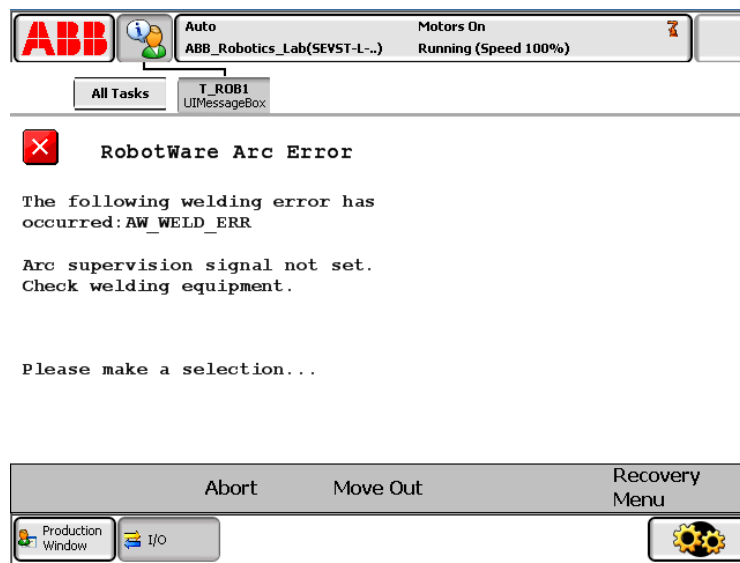 ABB
Auto
ABB_Robotics_Lab(SEVST-L-..)
Motors On
Running (Speed 100%)
All Tasks
T_ROB1
UIMessageBox
RobotWare Arc Error
The following welding error has
occurred:AW_WELD_ERR
Arc supervision signal not set.
Check welding equipment.
Please make a selection...
Abort
Move Out
Recovery
Menu
Production
Window
I/O